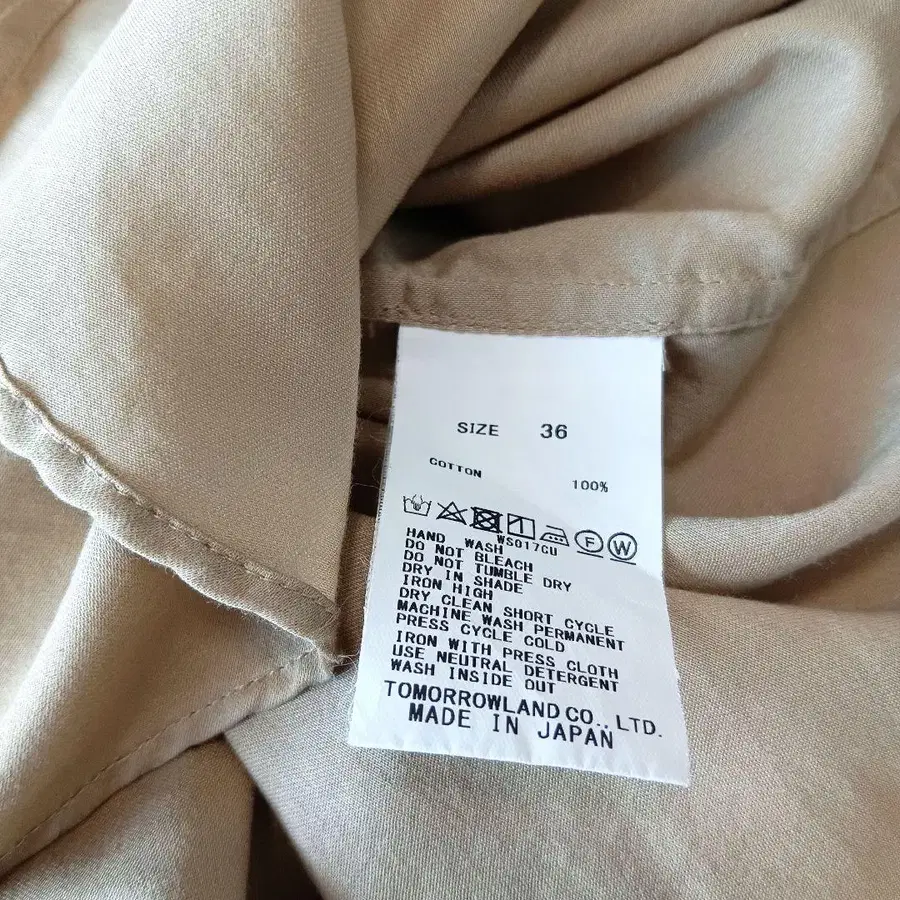 SIZE 36
COTTON
100%
F W
WS017CU
HAND WASH
DO NOT BLEACH
DO NOT TUMBLE DRY
DRY IN SHADE
IRON HIGH
DRY CLEAN SHORT CYCLE
MACHINE WASH PERMANENT
PRESS CYCLE COLD
IRON WITH PRESS CLOTH
USE NEUTRAL DETERGENT
WASH INSIDE OUT
TOMORROWLAND CO., LTD.
MADE IN JAPAN